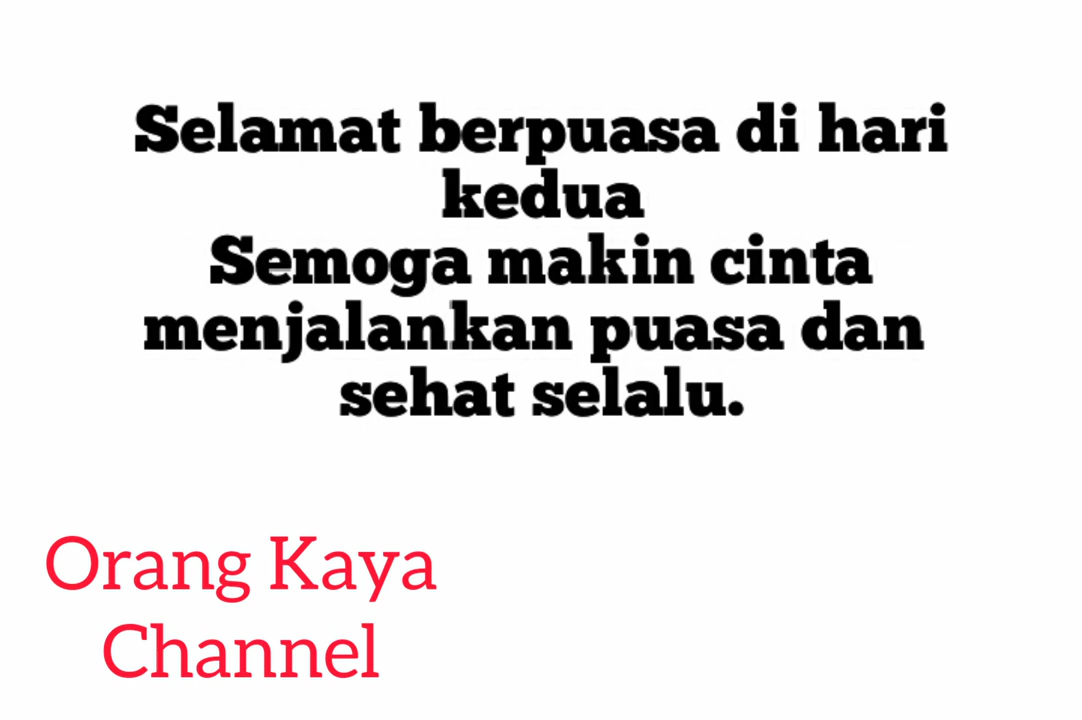 Selamat berpuasa di hari
kedua
Semoga makin cinta
menjalankan puasa dan
sehat selalu.
Orang Kaya
Channel